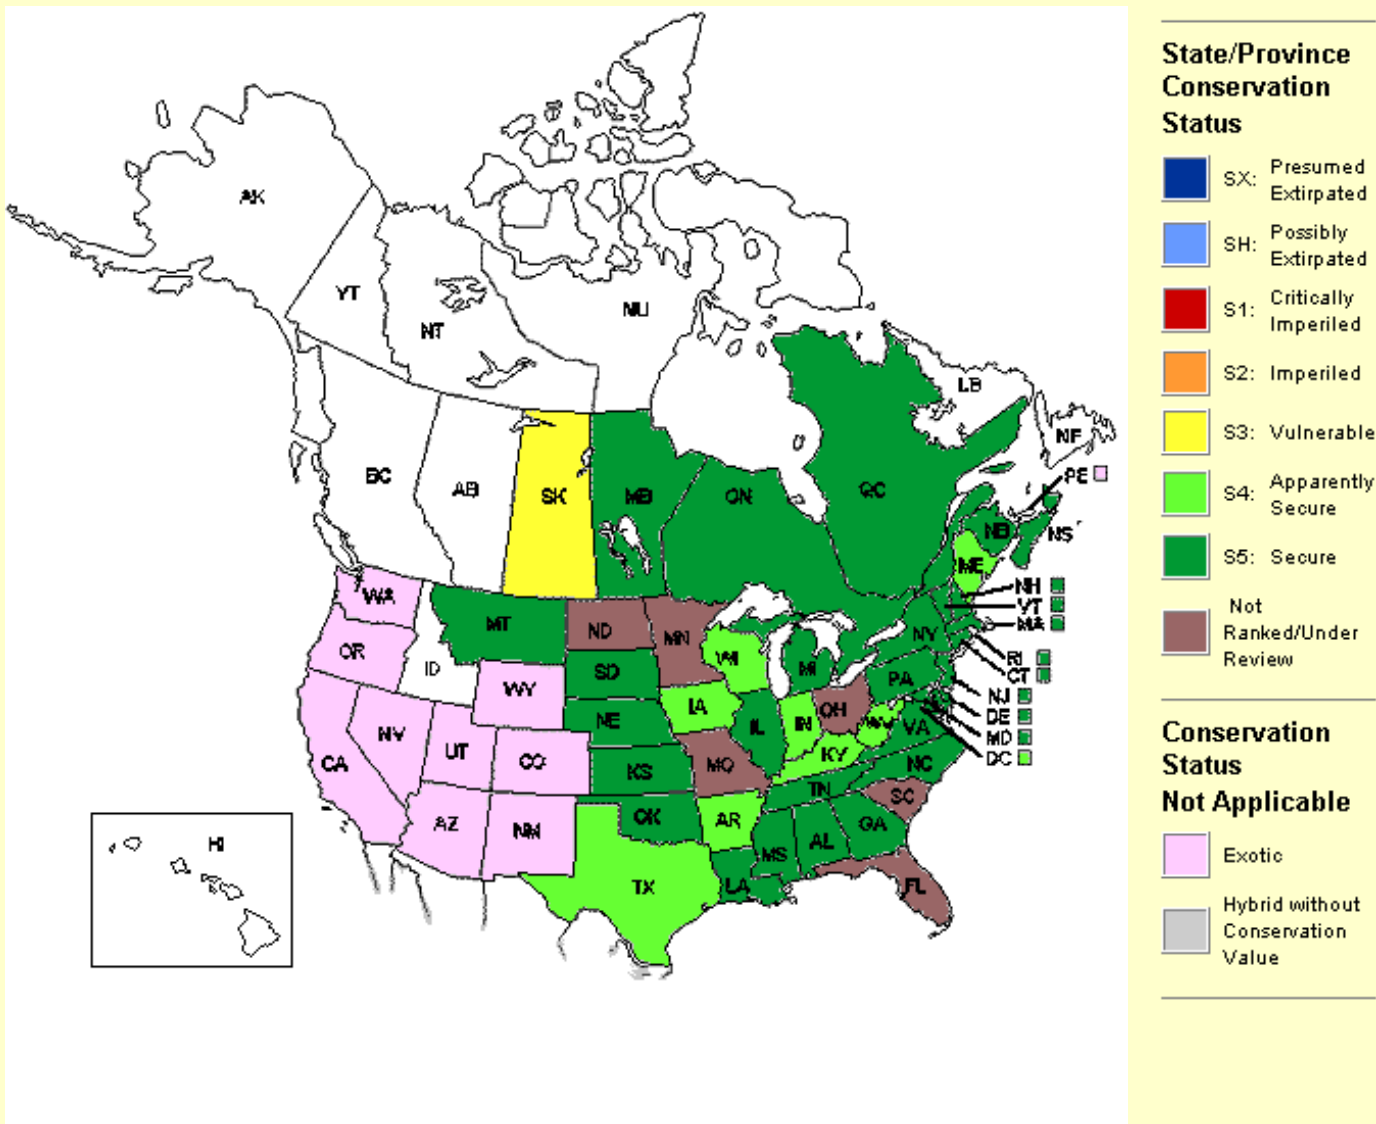 AK
YT
NT
NU
LB
NF
BC
AB
SK
MB
ON
QC
PE
NB
NS
ME
WA
MT
ND
MN
NH
VT
MA
OR
ID
WI
MI
NY
RI
CT
SD
WY
PA
NJ
IA
NE
IL
IN
OH
WV
VA
DE
MD
DC
NV
UT
CO
CA
KS
MO
KY
NC
TN
SC
AZ
NM
OK
AR
MS
AL
GA
HI
TX
LA
FL
State/Province
Conservation
Status
SX: Presumed
Extirpated
SH: Possibly
Extirpated
S1: Critically
Imperiled
S2: Imperiled
S3: Vulnerable
S4: Apparently
Secure
S5: Secure
Not
Ranked/Under
Review
Conservation
Status
Not Applicable
Exotic
Hybrid without
Conservation
Value